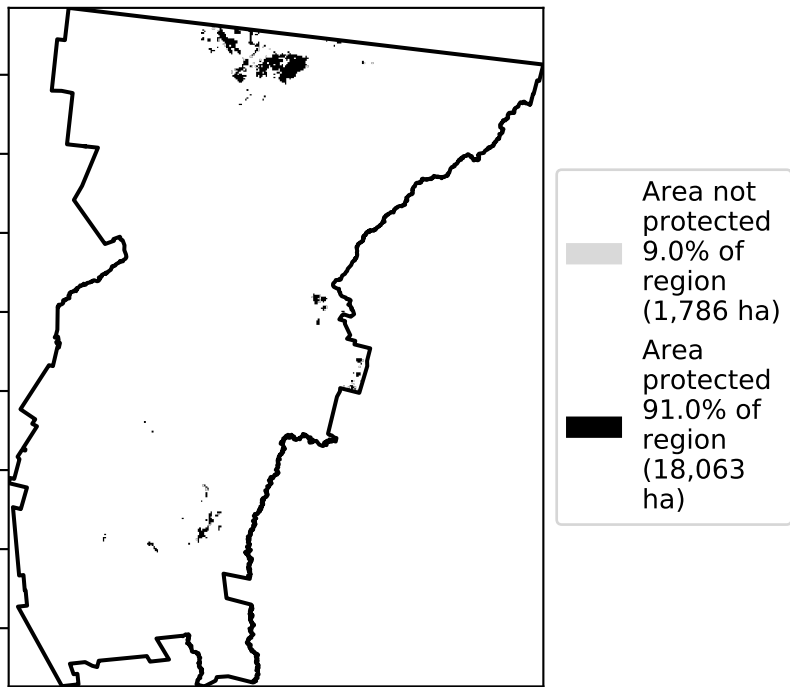 Area not
protected
9.0% of
region
(1,786 ha)
Area
protected
91.0% of
region
(18,063
ha)